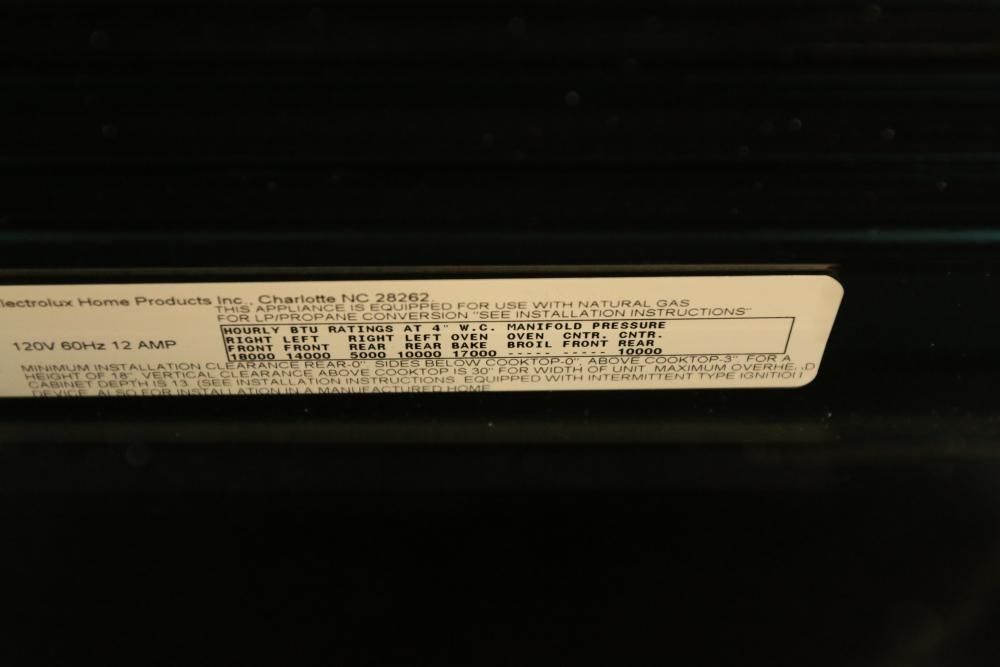 lectrolux Home Products Inc., Charlotte NC 28262
THIS APPLIANCE IS EQUIPPED FOR USE WITH NATURAL GAS
FOR LP/PROPANE CONVERSION "SEE INSTALLATION INSTRUCTIONS"
120V 60Hz 12 AMP
HOURLY BTU RATINGS AT 4" W.C. MANIFOLD PRESSURE
RIGHT LEFT RIGHT LEFT OVEN OVEN CNTR. CNTR.
FRONT FRONT REAR REAR BAKE BROIL FRONT REAR
18000 14000 5000 10000 17000 ----- ----- 10000
MINIMUM INSTALLATION CLEARANCE REAR-0". SIDES BELOW COOKTOP-0". ABOVE COOKTOP-3" FOR A
HEIGHT OF 18". VERTICAL CLEARANCE ABOVE COOKTOP IS 30" FOR WIDTH OF UNIT. MAXIMUM OVERHE
CABINET DEPTH IS 13. (SEE INSTALLATION INSTRUCTIONS. EQUIPPED WITH INTERMITTENT TYPE IGNITION
DEVICE. ALSO FOR INSTALLATION IN A MANUFACTURED HOME